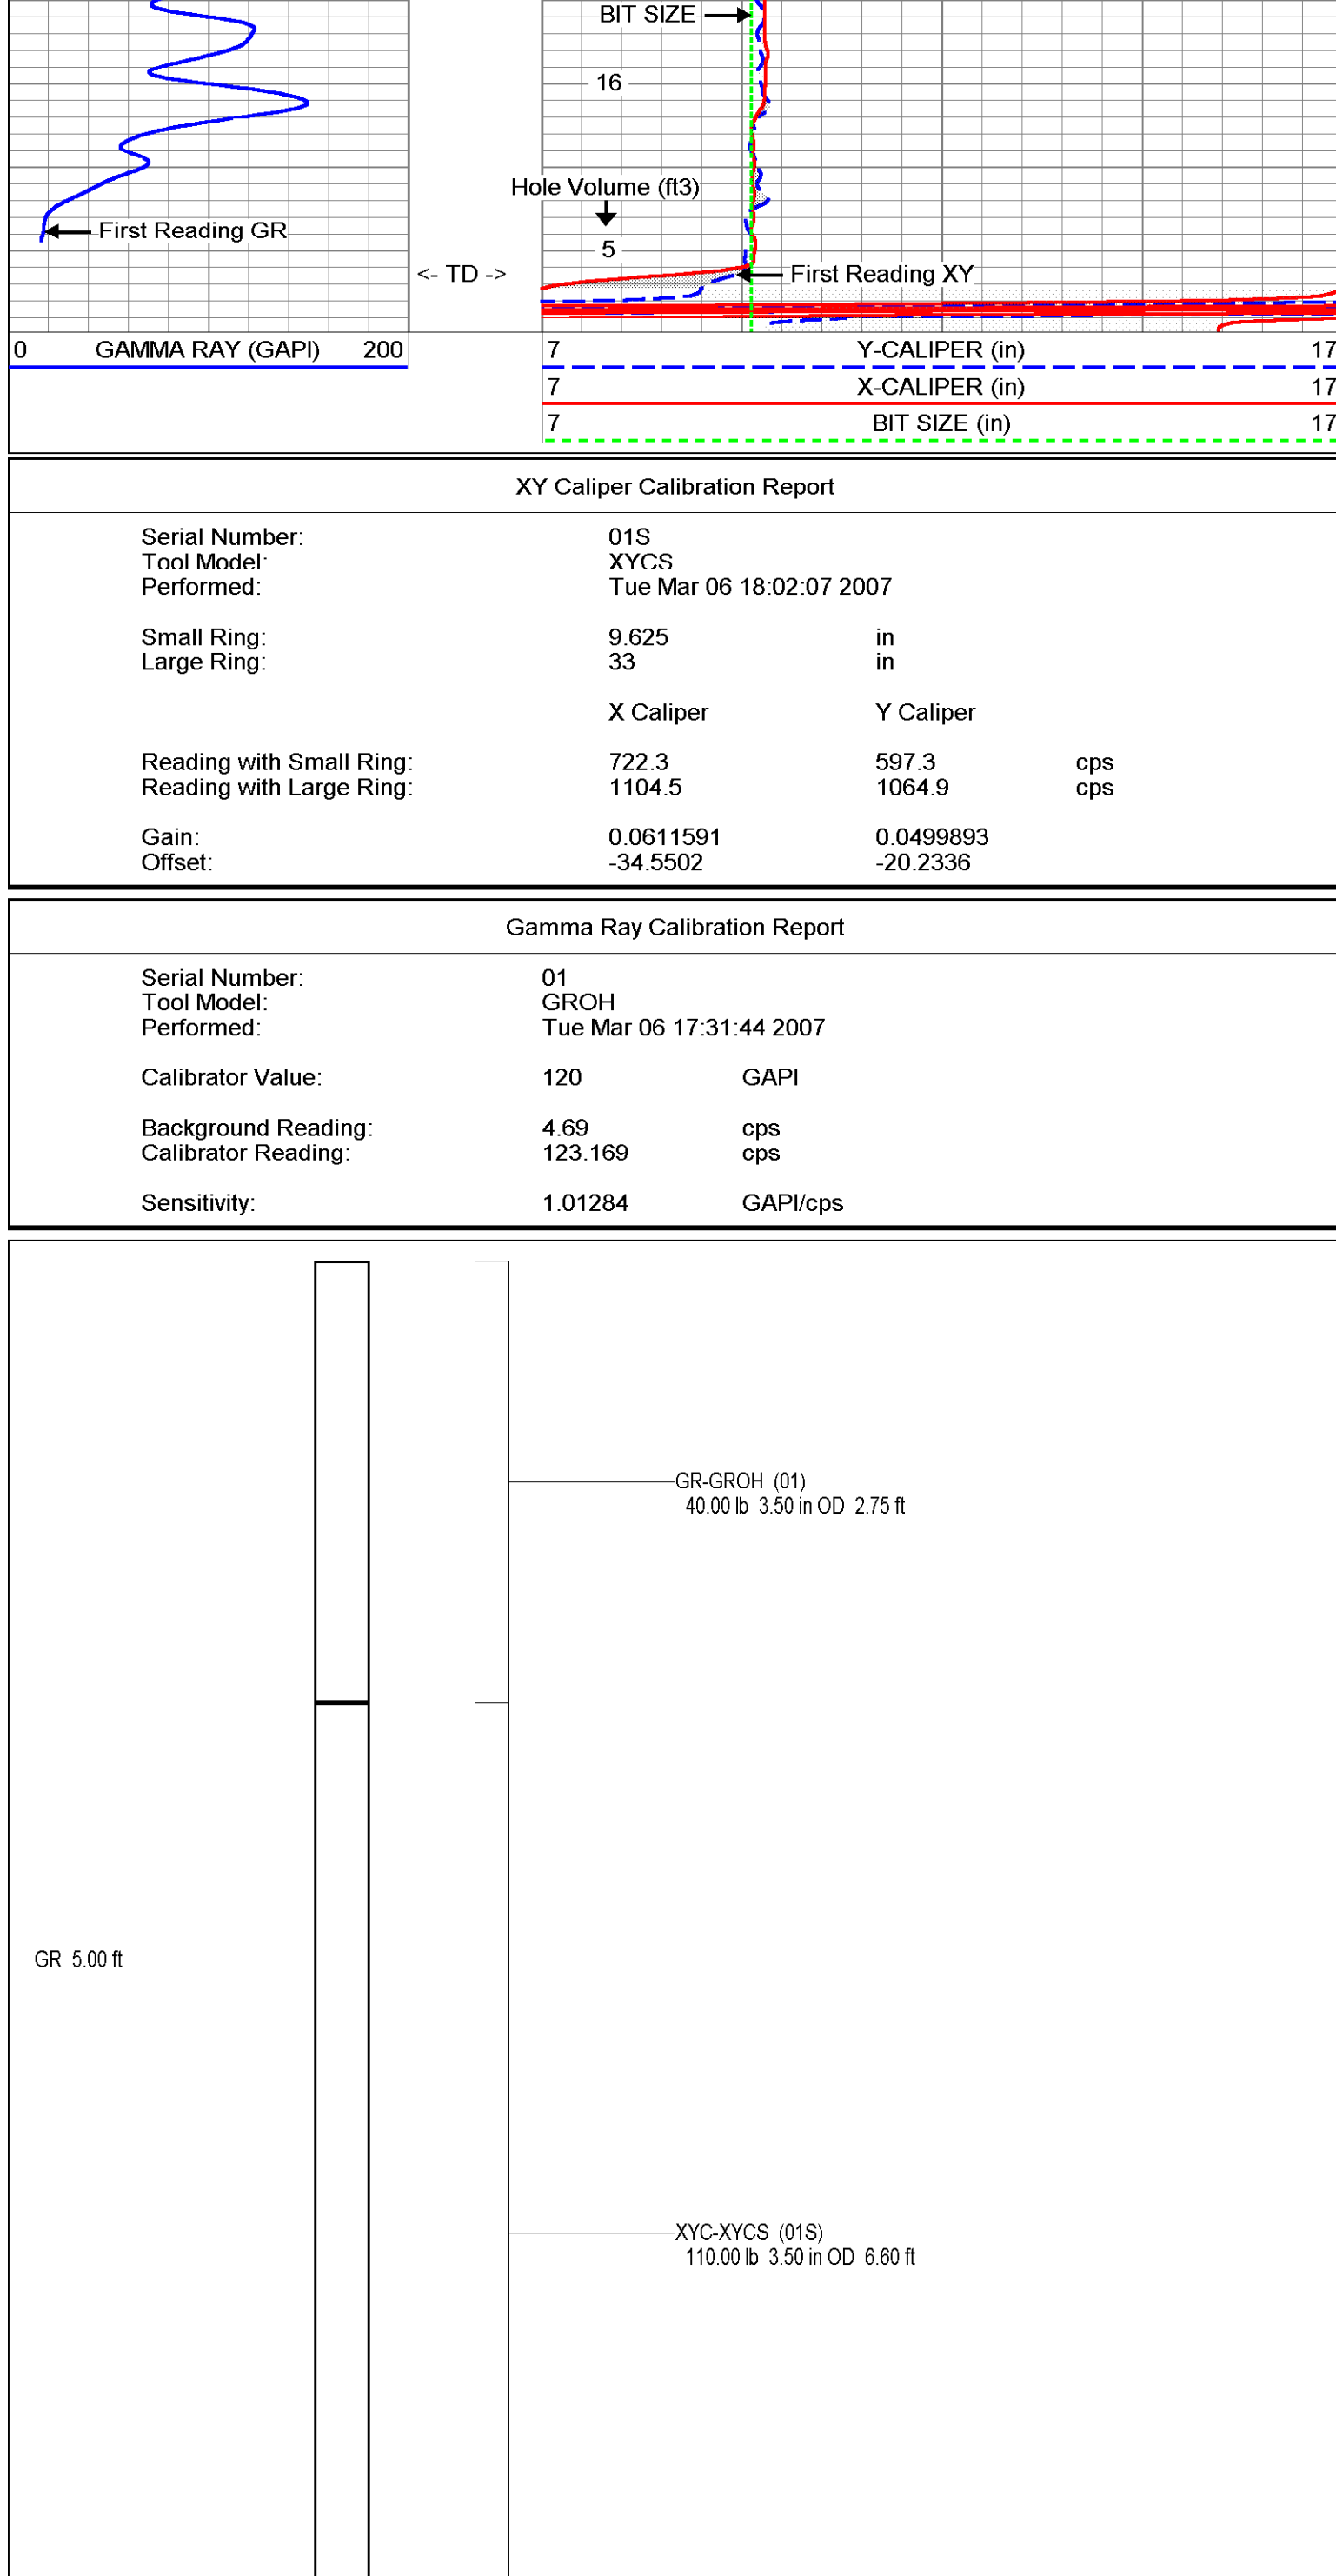 BIT SIZE
16
Hole Volume (ft3)
First Reading GR
5
<- TD ->
First Reading XY
0 GAMMA RAY (GAPI) 200
7 Y-CALIPER (in) 17
7 X-CALIPER (in) 17
7 BIT SIZE (in) 17
XY Caliper Calibration Report
Serial Number: 01S
Tool Model: XYCS
Performed: Tue Mar 06 18:02:07 2007
Small Ring: 9.625 in
Large Ring: 33 in
X Caliper Y Caliper
Reading with Small Ring: 722.3 597.3 cps
Reading with Large Ring: 1104.5 1064.9 cps
Gain: 0.0611591 0.0499893
Offset: -34.5502 -20.2336
Gamma Ray Calibration Report
Serial Number: 01
Tool Model: GROH
Performed: Tue Mar 06 17:31:44 2007
Calibrator Value: 120 GAPI
Background Reading: 4.69 cps
Calibrator Reading: 123.169 cps
Sensitivity: 1.01284 GAPI/cps
GR-GROH (01)
40.00 lb 3.50 in OD 2.75 ft
GR 5.00 ft
XYC-XYCS (01S)
110.00 lb 3.50 in OD 6.60 ft